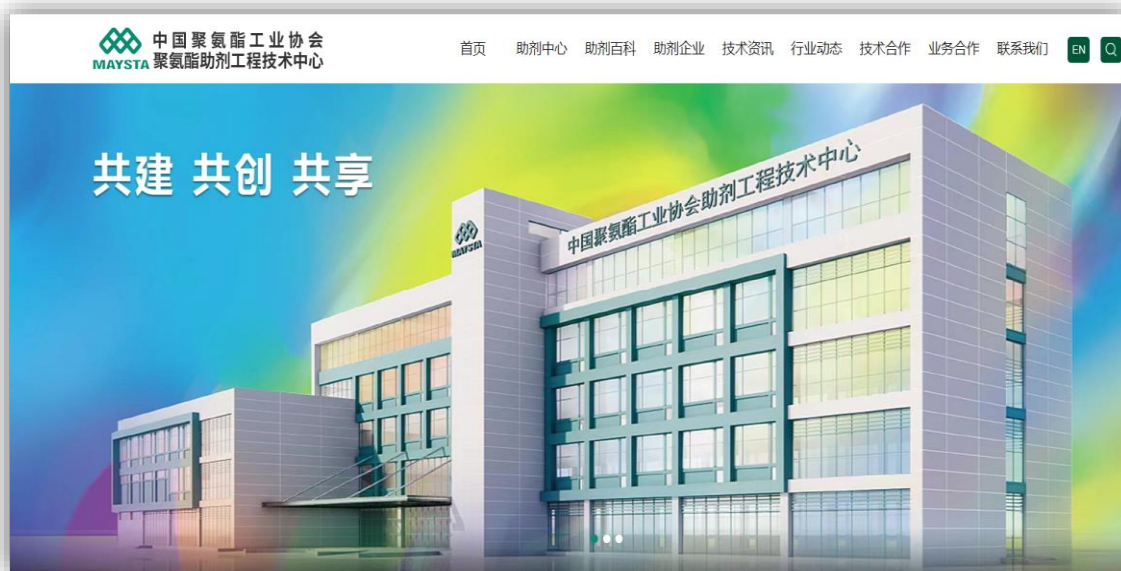 中国聚氨酯工业协会
MAYSTA 聚氨酯助剂工程技术中心
首页 助剂中心 助剂百科 助剂企业 技术资讯 行业动态 技术合作 业务合作 联系我们 EN
共建 共创 共享
中国聚氨酯工业协会助剂工程技术中心
MAYSTA